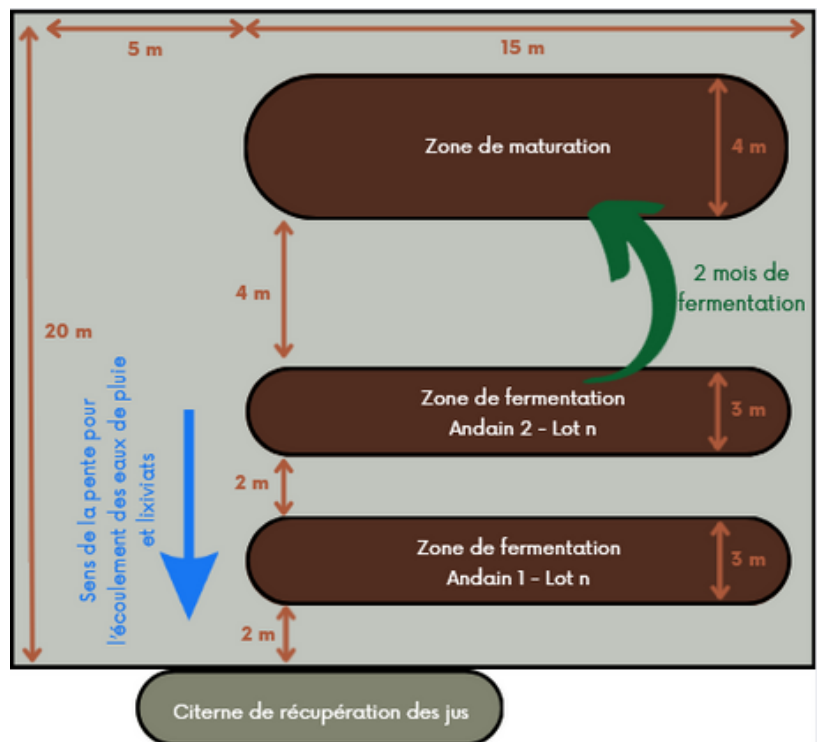 5 m
15 m
Zone de maturation
4 m
4 m
2 mois de
fermentation
20 m
Sens de la pente pour
l'écoulement des eaux de pluie
et lixiviats
Zone de fermentation
Andain 2 - Lot n
3 m
2 m
Zone de fermentation
Andain 1 - Lot n
3 m
2 m
Citerne de récupération des jus